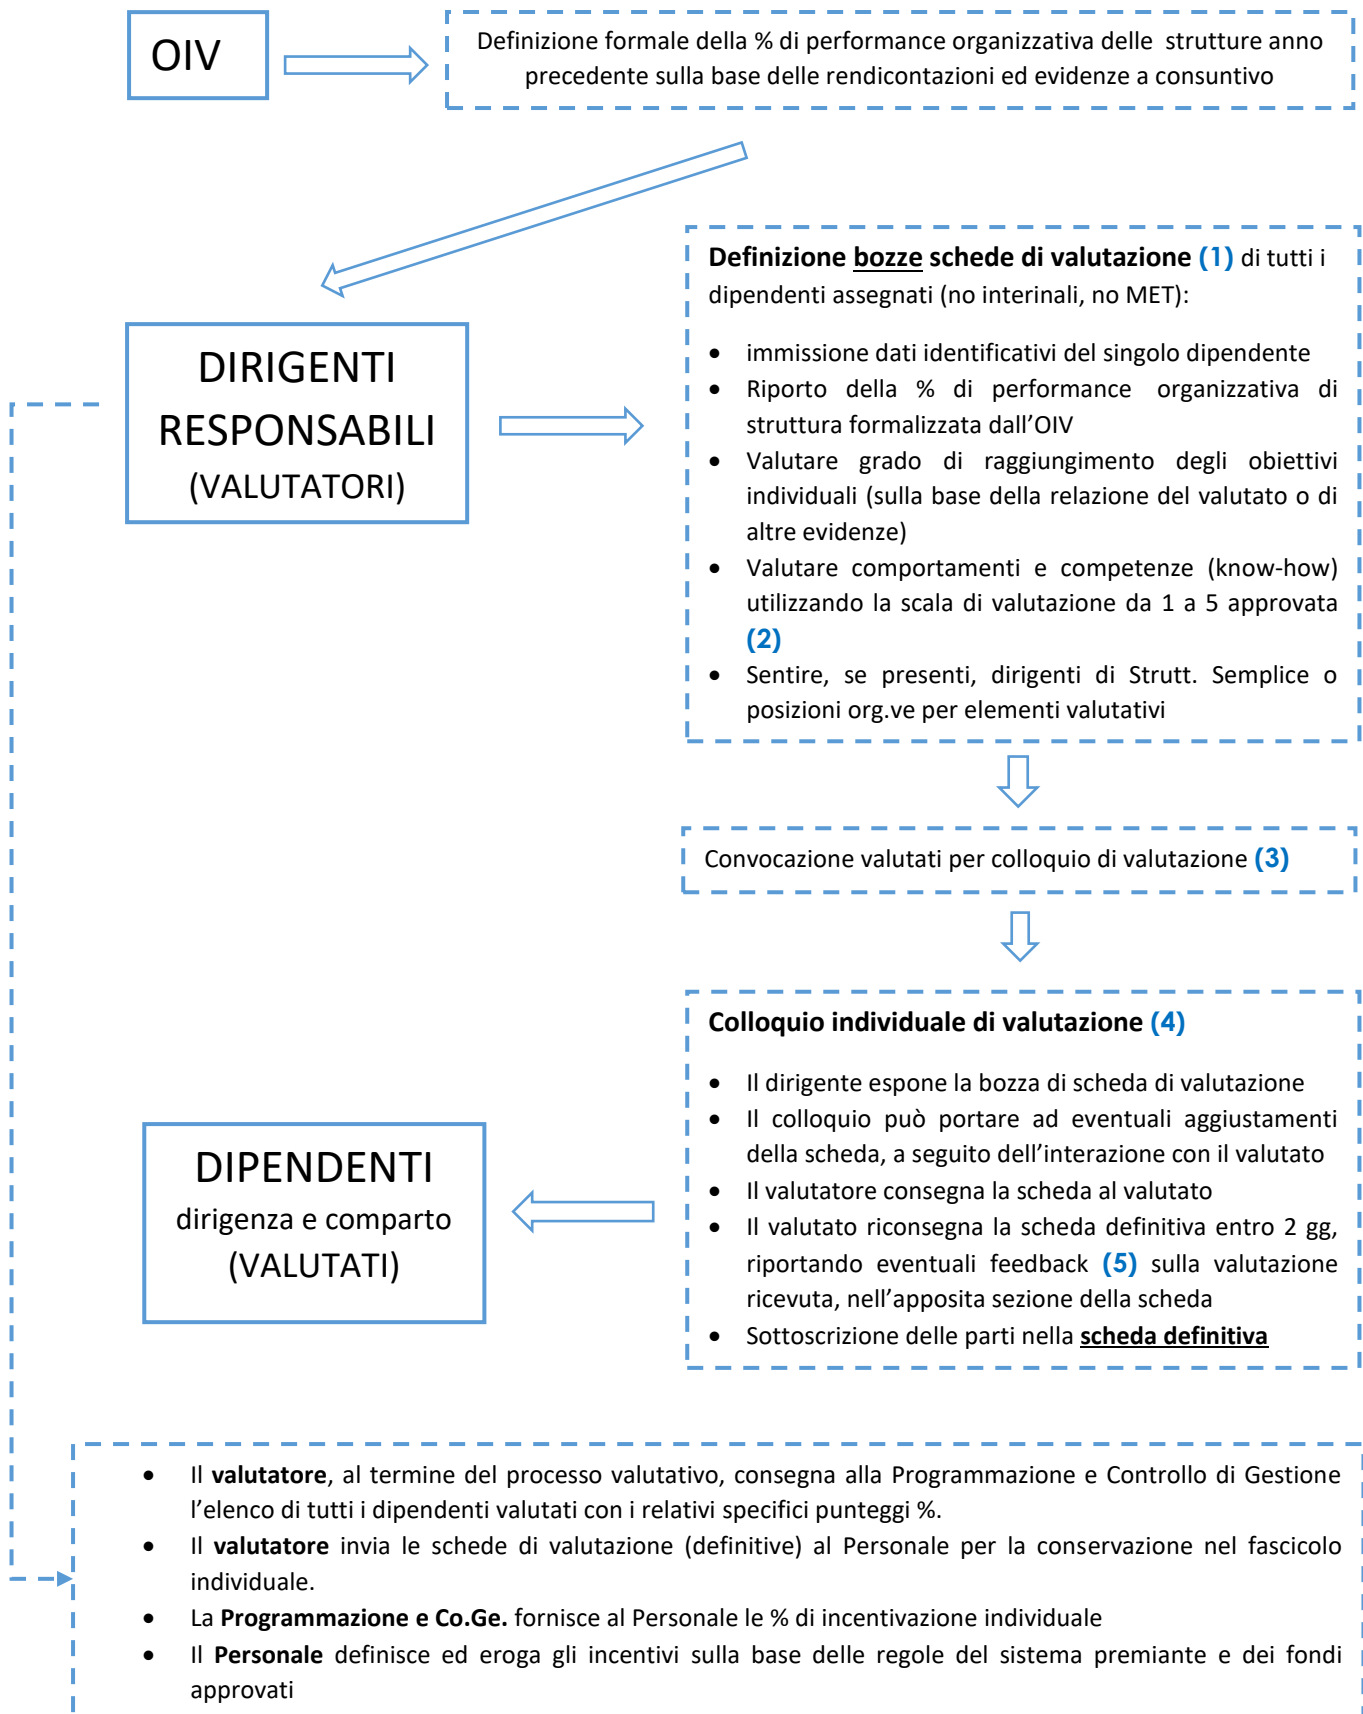 OIV
Definizione formale della % di performance organizzativa delle strutture anno
precedente sulla base delle rendicontazioni ed evidenze a consuntivo
DIRIGENTI
RESPONSABILI
(VALUTATORI)
Definizione bozze schede di valutazione (1) di tutti i
dipendenti assegnati (no interinali, no MET):
• immissione dati identificativi del singolo dipendente
• Riporto della % di performance organizzativa di
struttura formalizzata dall’OIV
• Valutare grado di raggiungimento degli obiettivi
individuali (sulla base della relazione del valutato o di
altre evidenze)
• Valutare comportamenti e competenze (know-how)
utilizzando la scala di valutazione da 1 a 5 approvata
(2)
• Sentire, se presenti, dirigenti di Strutt. Semplice o
posizioni org.ve per elementi valutativi
Convocazione valutati per colloquio di valutazione (3)
Colloquio individuale di valutazione (4)
• Il dirigente espone la bozza di scheda di valutazione
• Il colloquio può portare ad eventuali aggiustamenti
della scheda, a seguito dell’interazione con il valutato
• Il valutatore consegna la scheda al valutato
• Il valutato riconsegna la scheda definitiva entro 2 gg,
riportando eventuali feedback (5) sulla valutazione
ricevuta, nell’apposita sezione della scheda
• Sottoscrizione delle parti nella scheda definitiva
DIPENDENTI
dirigenza e comparto
(VALUTATI)
• Il valutatore, al termine del processo valutativo, consegna alla Programmazione e Controllo di Gestione
l’elenco di tutti i dipendenti valutati con i relativi specifici punteggi %.
• Il valutatore invia le schede di valutazione (definitive) al Personale per la conservazione nel fascicolo
individuale.
• La Programmazione e Co.Ge. fornisce al Personale le % di incentivazione individuale
• Il Personale definisce ed eroga gli incentivi sulla base delle regole del sistema premiante e dei fondi
approvati